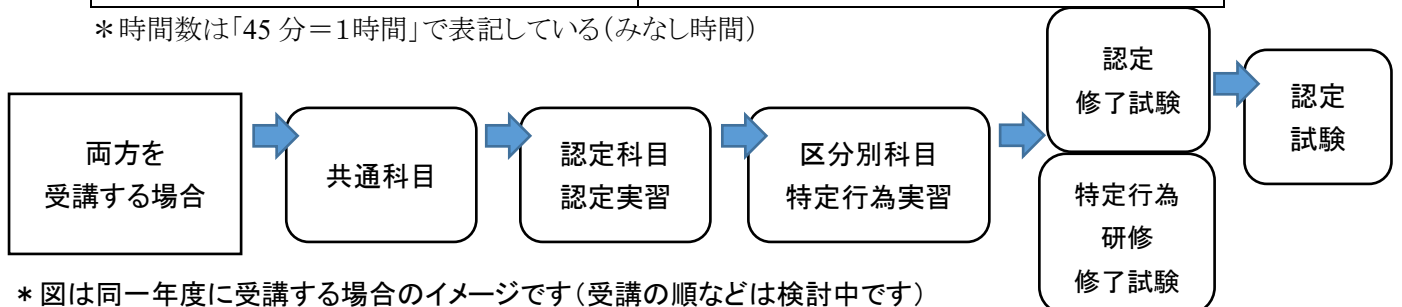 ＊時間数は「45 分＝1時間」で表記している（みなし時間）
両方を
受講する場合
共通科目
認定科目
認定実習
区分別科目
特定行為実習
認定
修了試験
特定行為
研修
修了試験
認定
試験
＊図は同一年度に受講する場合のイメージです（受講の順などは検討中です）